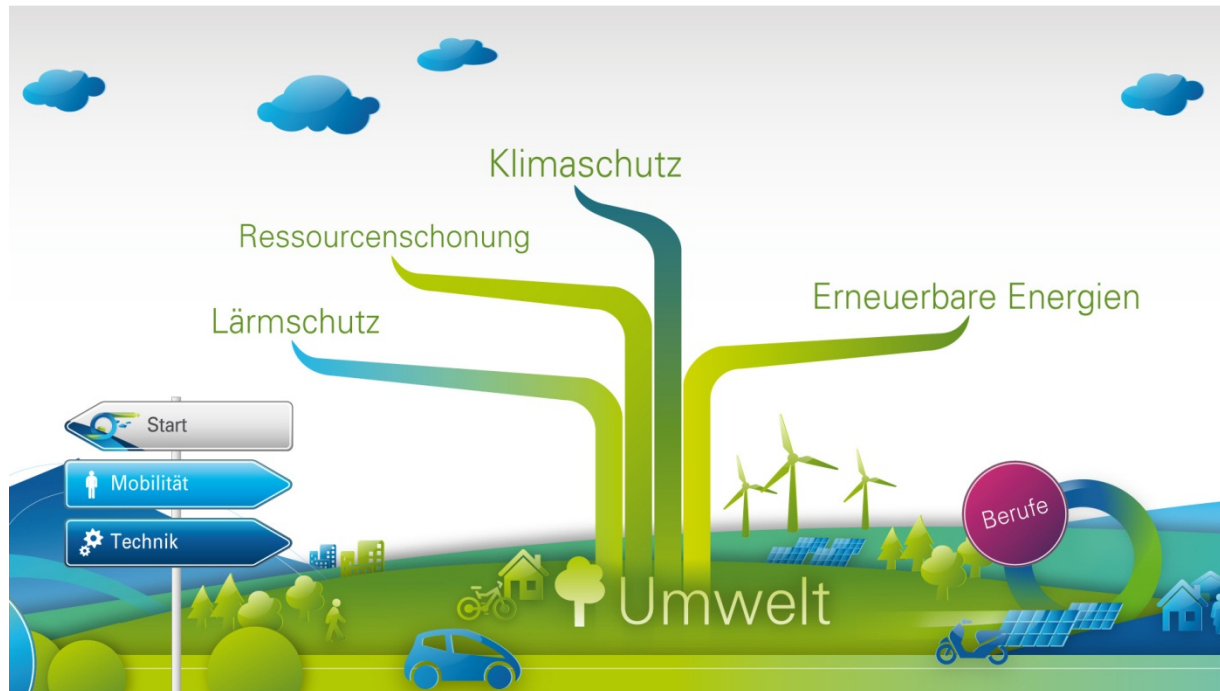 Klimaschutz
Ressourcenschonung
Erneuerbare Energien
Lärmschutz
Start
Mobilität
Technik
Berufe
Umwelt